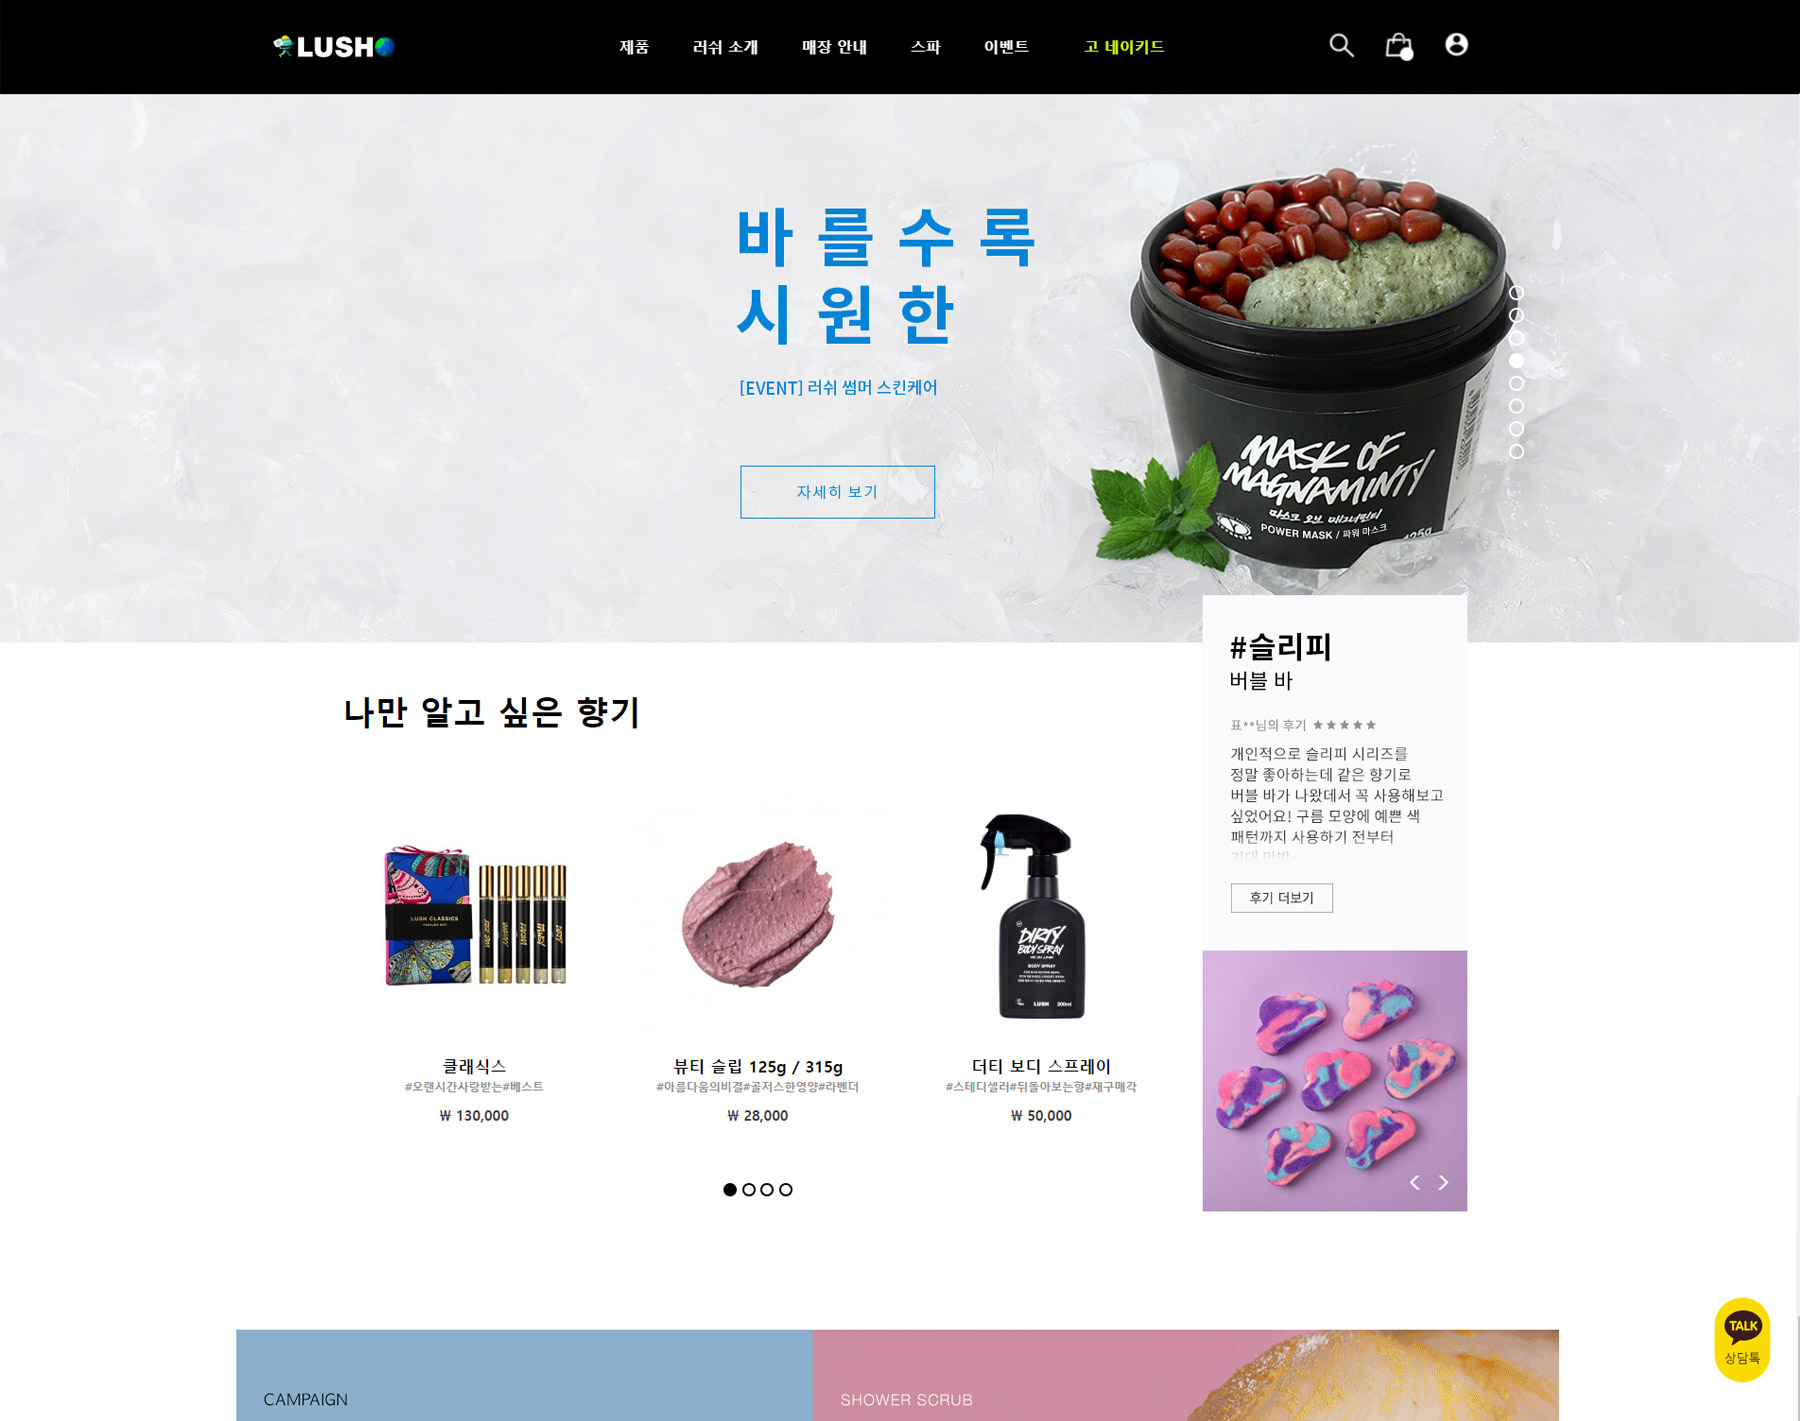 LUSH
제품 러쉬 소개 매장 안내 스파 이벤트 고 네이키드
바를수록
시원한
[EVENT] 러쉬 썸머 스킨케어
자세히 보기
MASK OF
MAGNAMINTY
마스크 오브 매그너민티
POWER MASK / 파워 마스크
125g
#슬리피
버블 바
표**님의 후기 ★★★★★
개인적으로 슬리피 시리즈를
정말 좋아하는데 같은 향기로
버블 바가 나왔데서 꼭 사용해보고
싶었어요! 구름 모양에 예쁜 색
패턴까지 사용하기 전부터
기대 만발~
후기 더보기
나만 알고 싶은 향기
LUSH CLASSICS
DIRTY
BODY SPRAY
BODY SPRAY
LUSH 200ml
클래식스
#오랜시간사랑받는#베스트
₩ 130,000
뷰티 슬립 125g / 315g
#아름다움의비결#골저스한영양#라벤더
₩ 28,000
더티 보디 스프레이
#스테디셀러#뒤돌아보는향#재구매각
₩ 50,000
CAMPAIGN
SHOWER SCRUB
TALK
상담톡